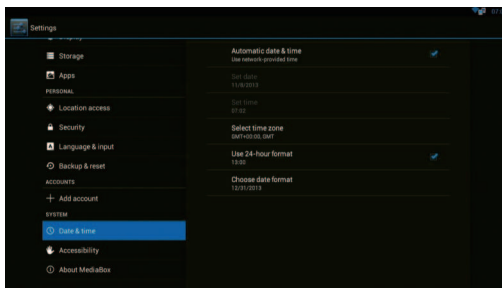 Settings
Storage
Apps
PERSONAL
Location access
Security
Language & input
Backup & reset
ACCOUNTS
Add account
SYSTEM
Date & time
Accessibility
About MediaBox
Automatic date & time
Use network-provided time
Set date
11/8/2013
Set time
07:02
Select time zone
GMT+00:00, GMT
Use 24-hour format
13:00
Choose date format
12/31/2013